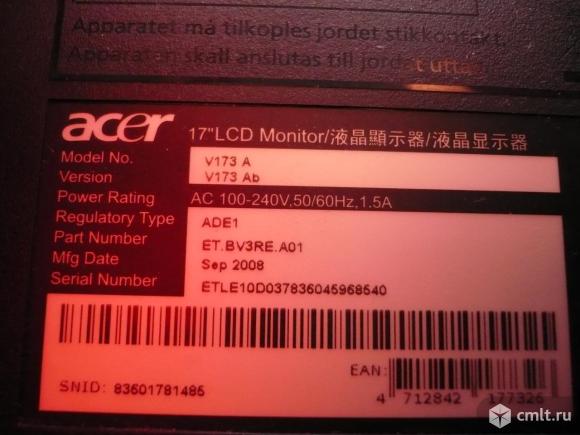 Apparatet må tilkoples jordet stikkontakt.
Apparaten skall anslutas till jordat uttag.
acer 17"LCD Monitor/液晶顯示器/液晶显示器
Model No. V173 A
Version V173 Ab
Power Rating AC 100-240V,50/60Hz,1.5A
Regulatory Type ADE1
Part Number ET.BV3RE.A01
Mfg Date Sep 2008
Serial Number ETLE10D037836045968540
EAN:
SNID: 83601781485
4 712842 177326
cmlt.ru